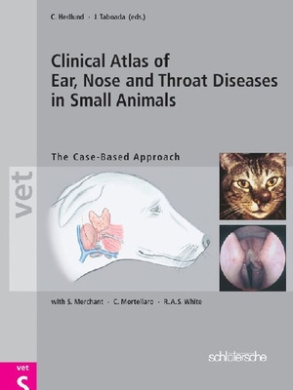 C. Hedlund · J. Taboada (eds.)
Clinical Atlas of
Ear, Nose and Throat Diseases
in Small Animals
The Case-Based Approach
vet
with S. Merchant · C. Mortellaro · R.A.S. White
vet
S
schlütersche